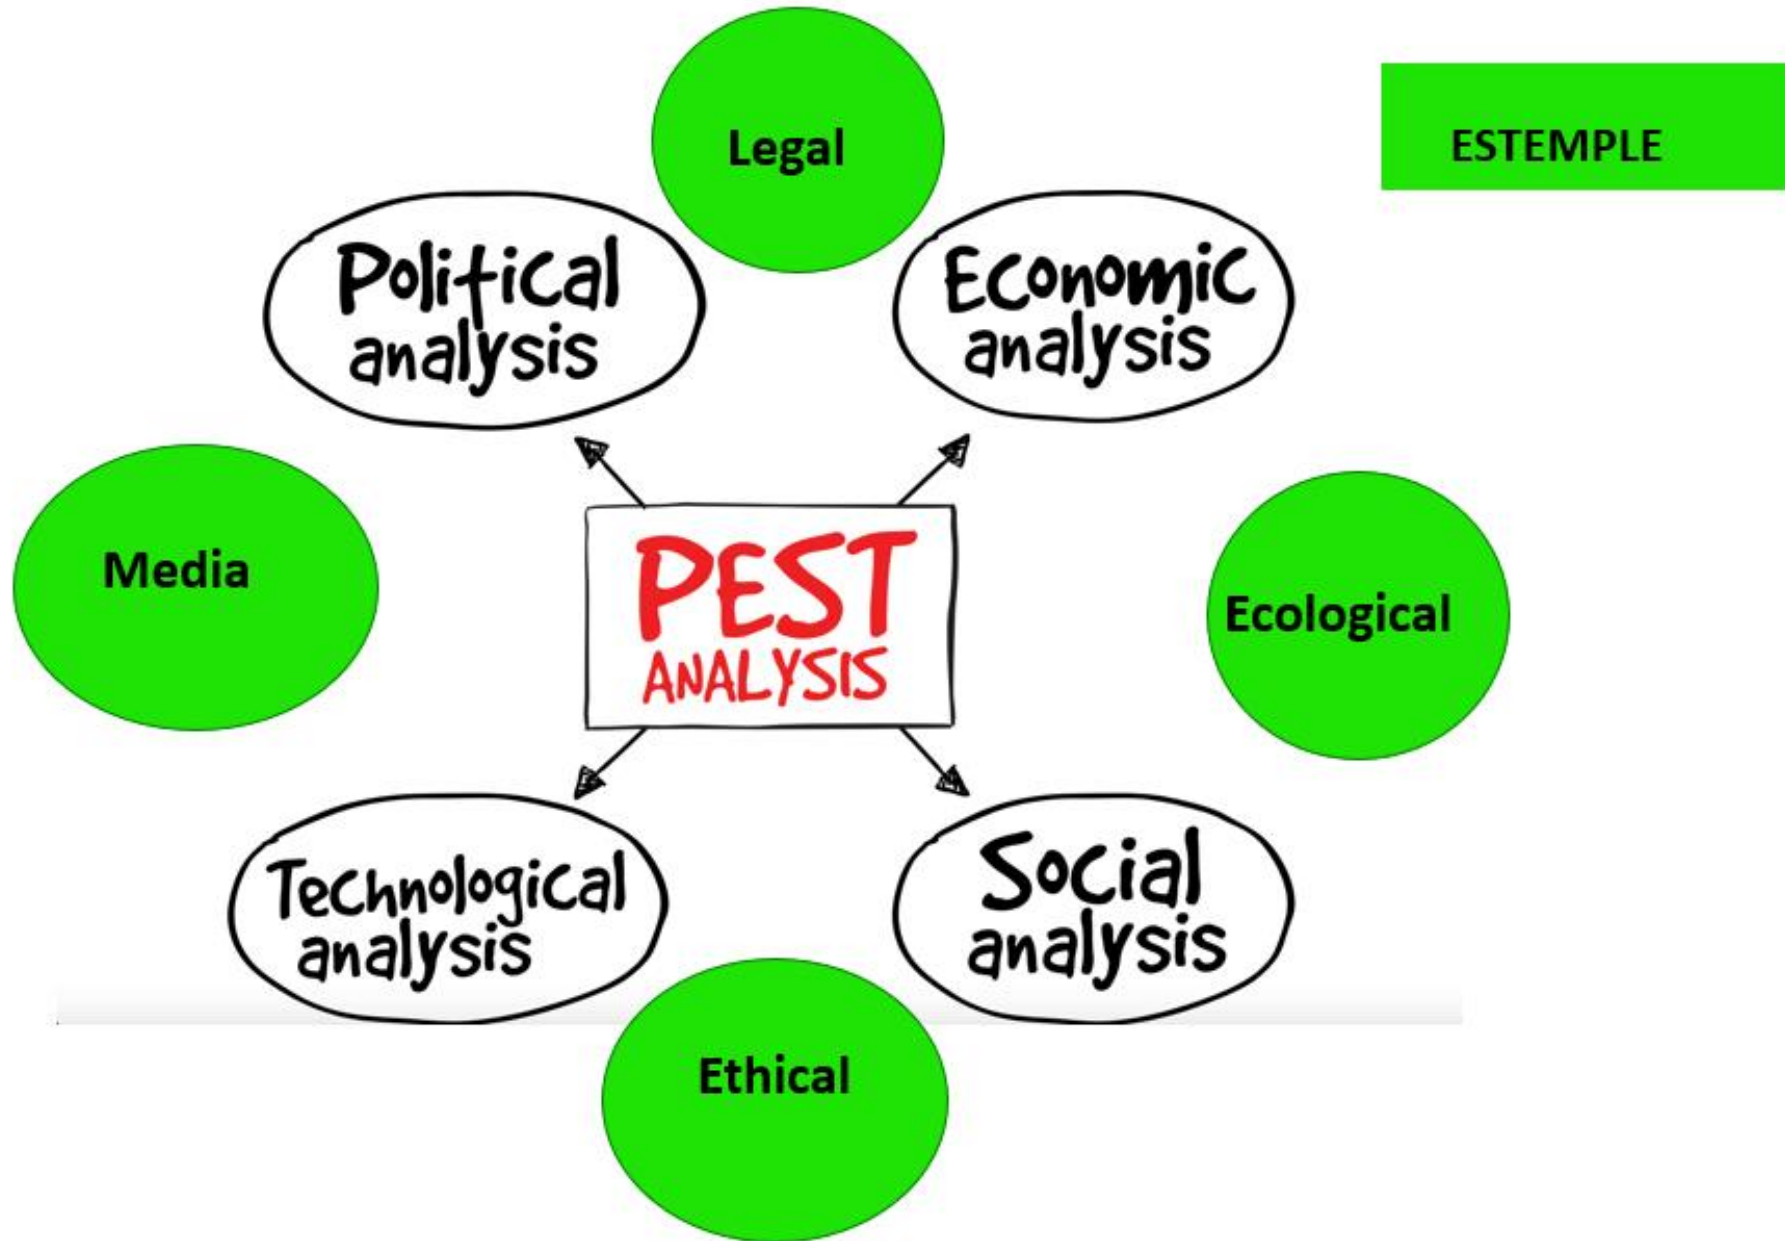 Legal
ESTEMPLE
Political
analysis
Economic
analysis
Media
PEST
ANALYSIS
Ecological
Technological
analysis
Social
analysis
Ethical